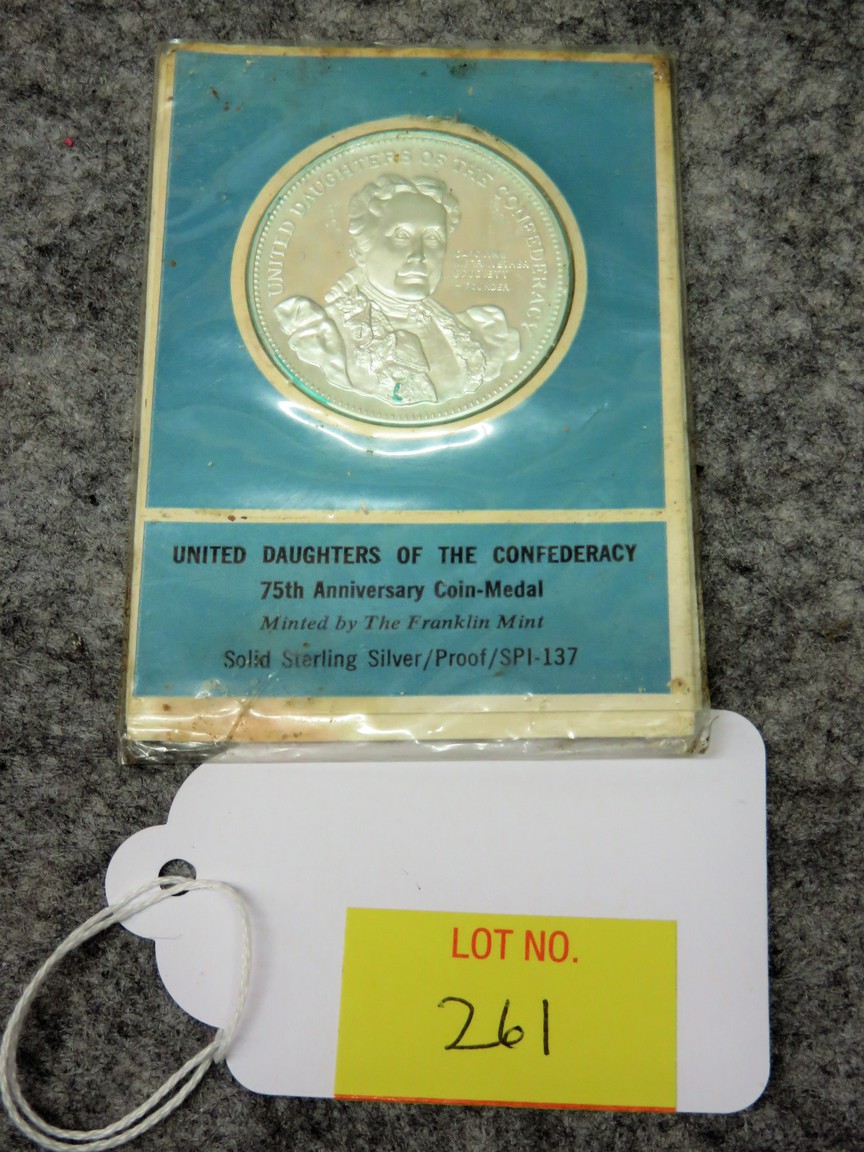 UNITED DAUGHTERS OF THE CONFEDERACY
FOUNDER
UNITED DAUGHTERS OF THE CONFEDERACY
75th Anniversary Coin-Medal
Minted by The Franklin Mint
Solid Sterling Silver/Proof/SPI-137
LOT NO.
261